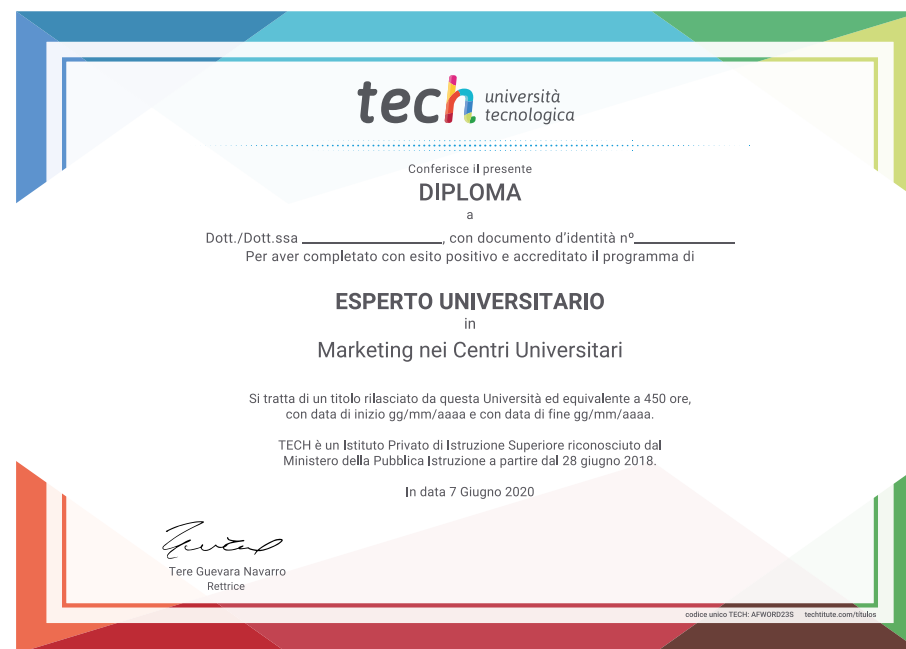 tech università
tecnologica
Conferisce il presente
DIPLOMA
a
Dott./Dott.ssa ________________, con documento d'identità nº____________
Per aver completato con esito positivo e accreditato il programma di
ESPERTO UNIVERSITARIO
in
Marketing nei Centri Universitari
Si tratta di un titolo rilasciato da questa Università ed equivalente a 450 ore,
con data di inizio gg/mm/aaaa e con data di fine gg/mm/aaaa.
TECH è un Istituto Privato di Istruzione Superiore riconosciuto dal
Ministero della Pubblica Istruzione a partire dal 28 giugno 2018.
In data 7 Giugno 2020
Tere Guevara Navarro
Rettrice
codice unico TECH: AFWORD23S techtitute.com/titulos